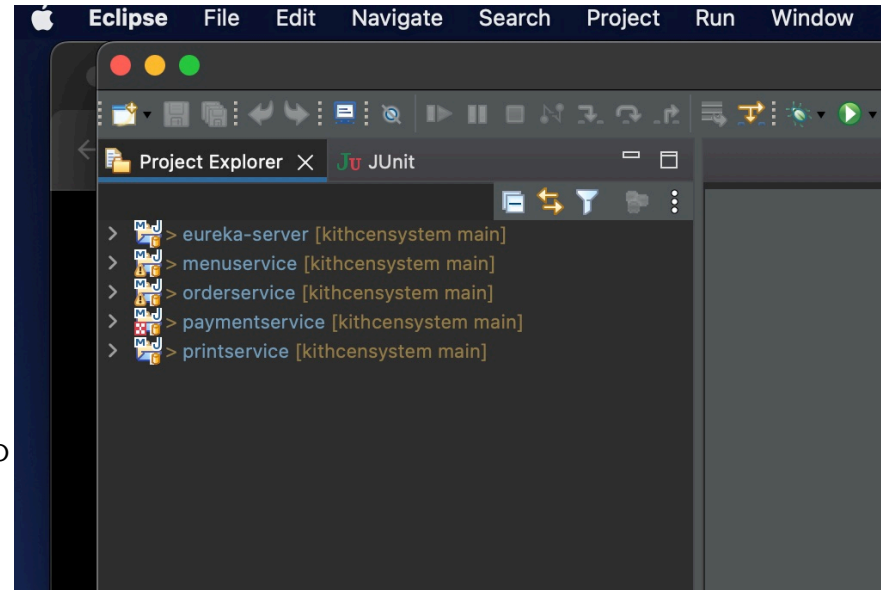 Eclipse File Edit Navigate Search Project Run Window
Project Explorer JU JUnit
> eureka-server [kithcensystem main]
> menuservice [kithcensystem main]
> orderservice [kithcensystem main]
> paymentservice [kithcensystem main]
> printservice [kithcensystem main]